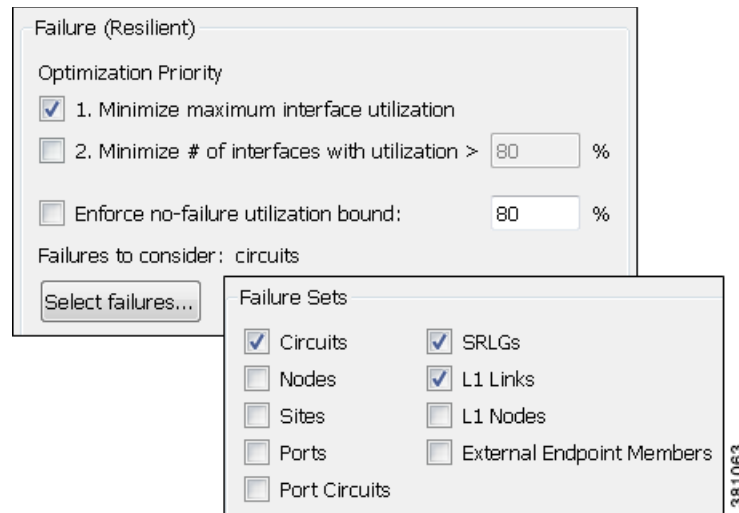 Failure (Resilient)
Optimization Priority
1. Minimize maximum interface utilization
2. Minimize # of interfaces with utilization > 80 %
Enforce no-failure utilization bound: 80 %
Failures to consider: circuits
Select failures...
Failure Sets
Circuits SRLGs
Nodes L1 Links
Sites L1 Nodes
Ports External Endpoint Members
Port Circuits
381063